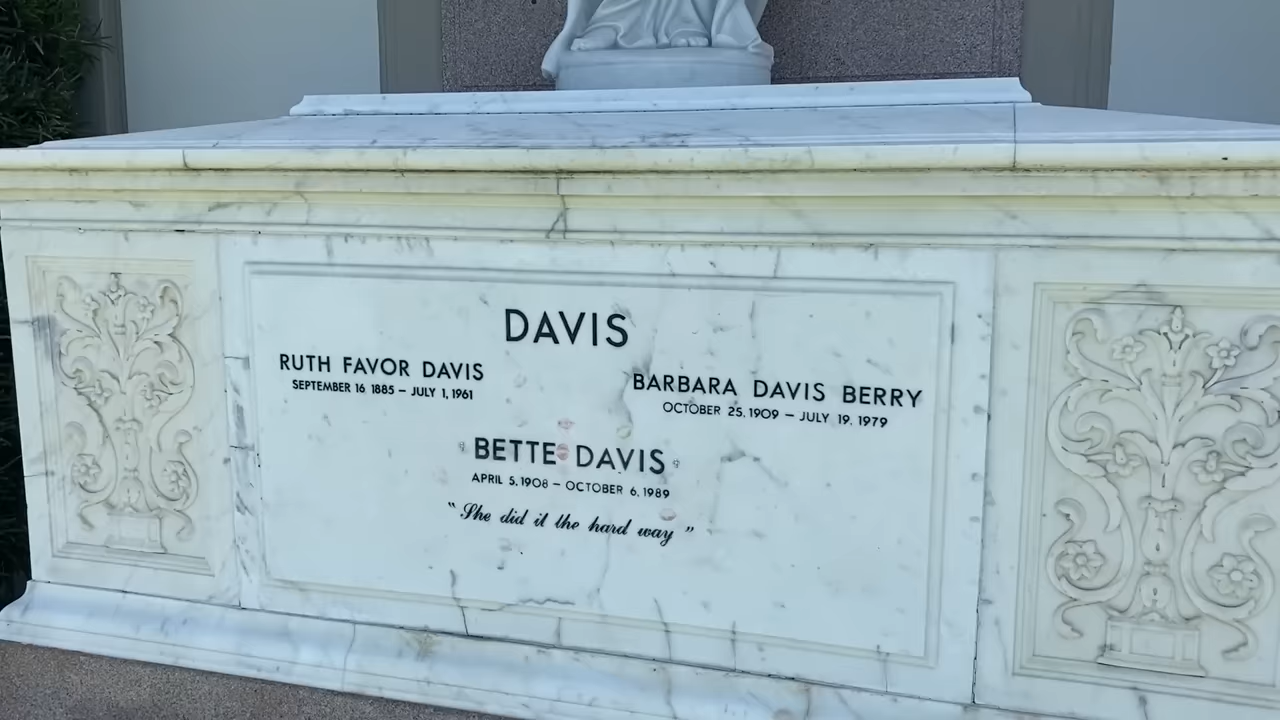 DAVIS
RUTH FAVOR DAVIS
SEPTEMBER 16 1885 – JULY 1, 1961
BARBARA DAVIS BERRY
OCTOBER 25, 1909 – JULY 19, 1979
BETTE DAVIS
APRIL 5, 1908 – OCTOBER 6, 1989
"She did it the hard way"